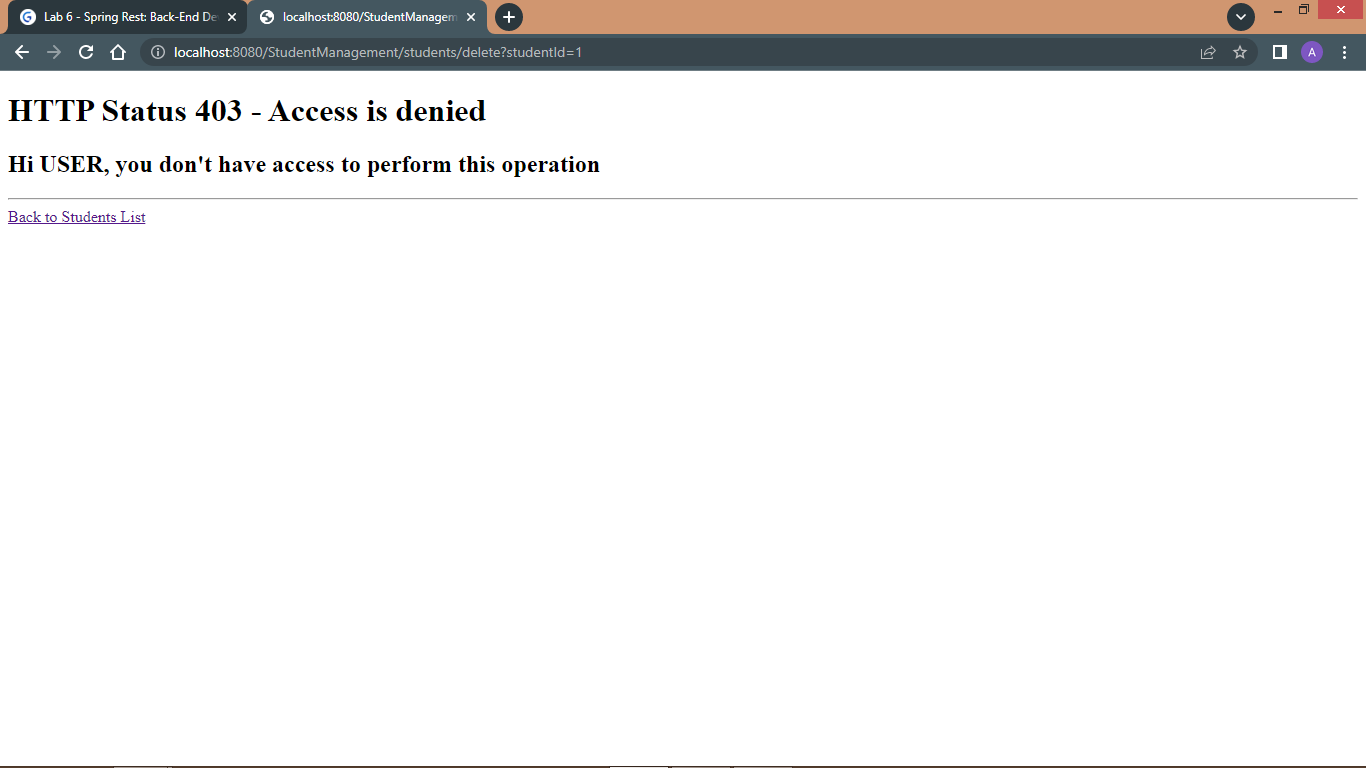 Lab 6 - Spring Rest: Back-End De
localhost:8080/StudentManagem
localhost:8080/StudentManagement/students/delete?studentId=1
A
HTTP Status 403 - Access is denied
Hi USER, you don't have access to perform this operation
Back to Students List